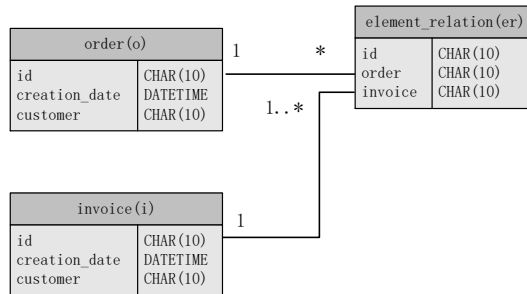 order(o)
id CHAR(10)
creation_date DATETIME
customer CHAR(10)
1 *
element_relation(er)
id CHAR(10)
order CHAR(10)
invoice CHAR(10)
1..*
invoice(i)
id CHAR(10)
creation_date DATETIME
customer CHAR(10)
1